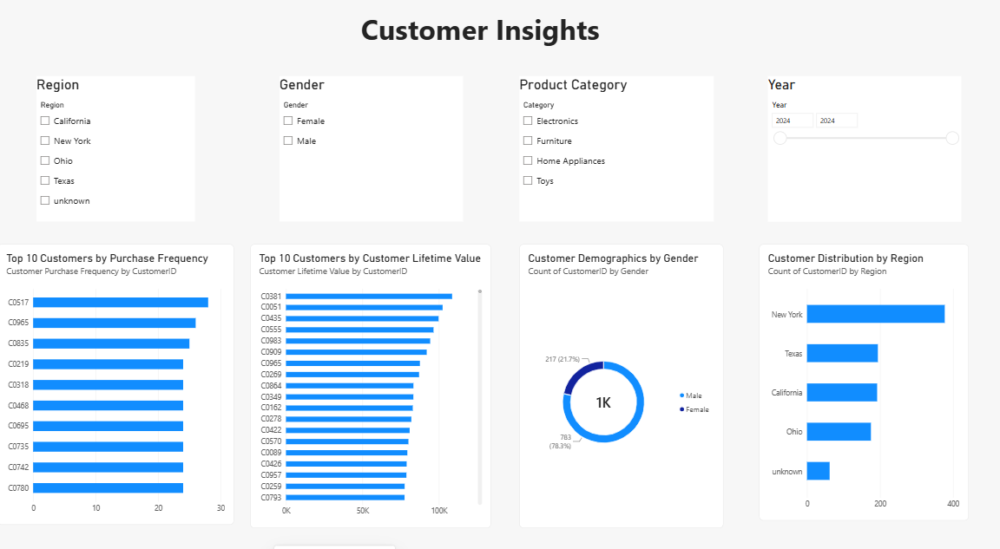 Customer Insights
Region
Region
California
New York
Ohio
Texas
unknown
Gender
Gender
Female
Male
Product Category
Category
Electronics
Furniture
Home Appliances
Toys
Year
Year
2024 2024
Top 10 Customers by Purchase Frequency
Customer Purchase Frequency by CustomerID
C0517
C0965
C0835
C0219
C0318
C0468
C0695
C0735
C0742
C0780
0 10 20 30
Top 10 Customers by Customer Lifetime Value
Customer Lifetime Value by CustomerID
C0381
C0051
C0435
C0555
C0983
C0909
C0965
C0269
C0864
C0349
C0162
C0278
C0422
C0570
C0089
C0426
C0957
C0259
C0793
0K 50K 100K
Customer Demographics by Gender
Count of CustomerID by Gender
217 (21.7%)
1K
783
(78.3%)
Male
Female
Customer Distribution by Region
Count of CustomerID by Region
New York
Texas
California
Ohio
unknown
0 200 400